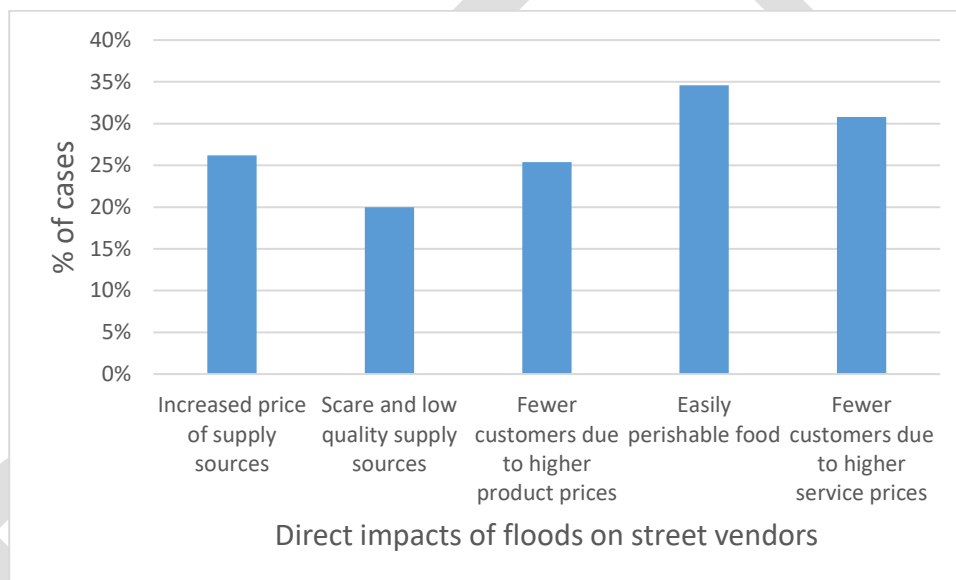 40%
35%
30%
25%
20%
15%
10%
5%
0%
% of cases
Increased price
of supply
sources
Scare and low
quality supply
sources
Fewer
customers due
to higher
product prices
Easily
perishable food
Fewer
customers due
to higher
service prices
Direct impacts of floods on street vendors